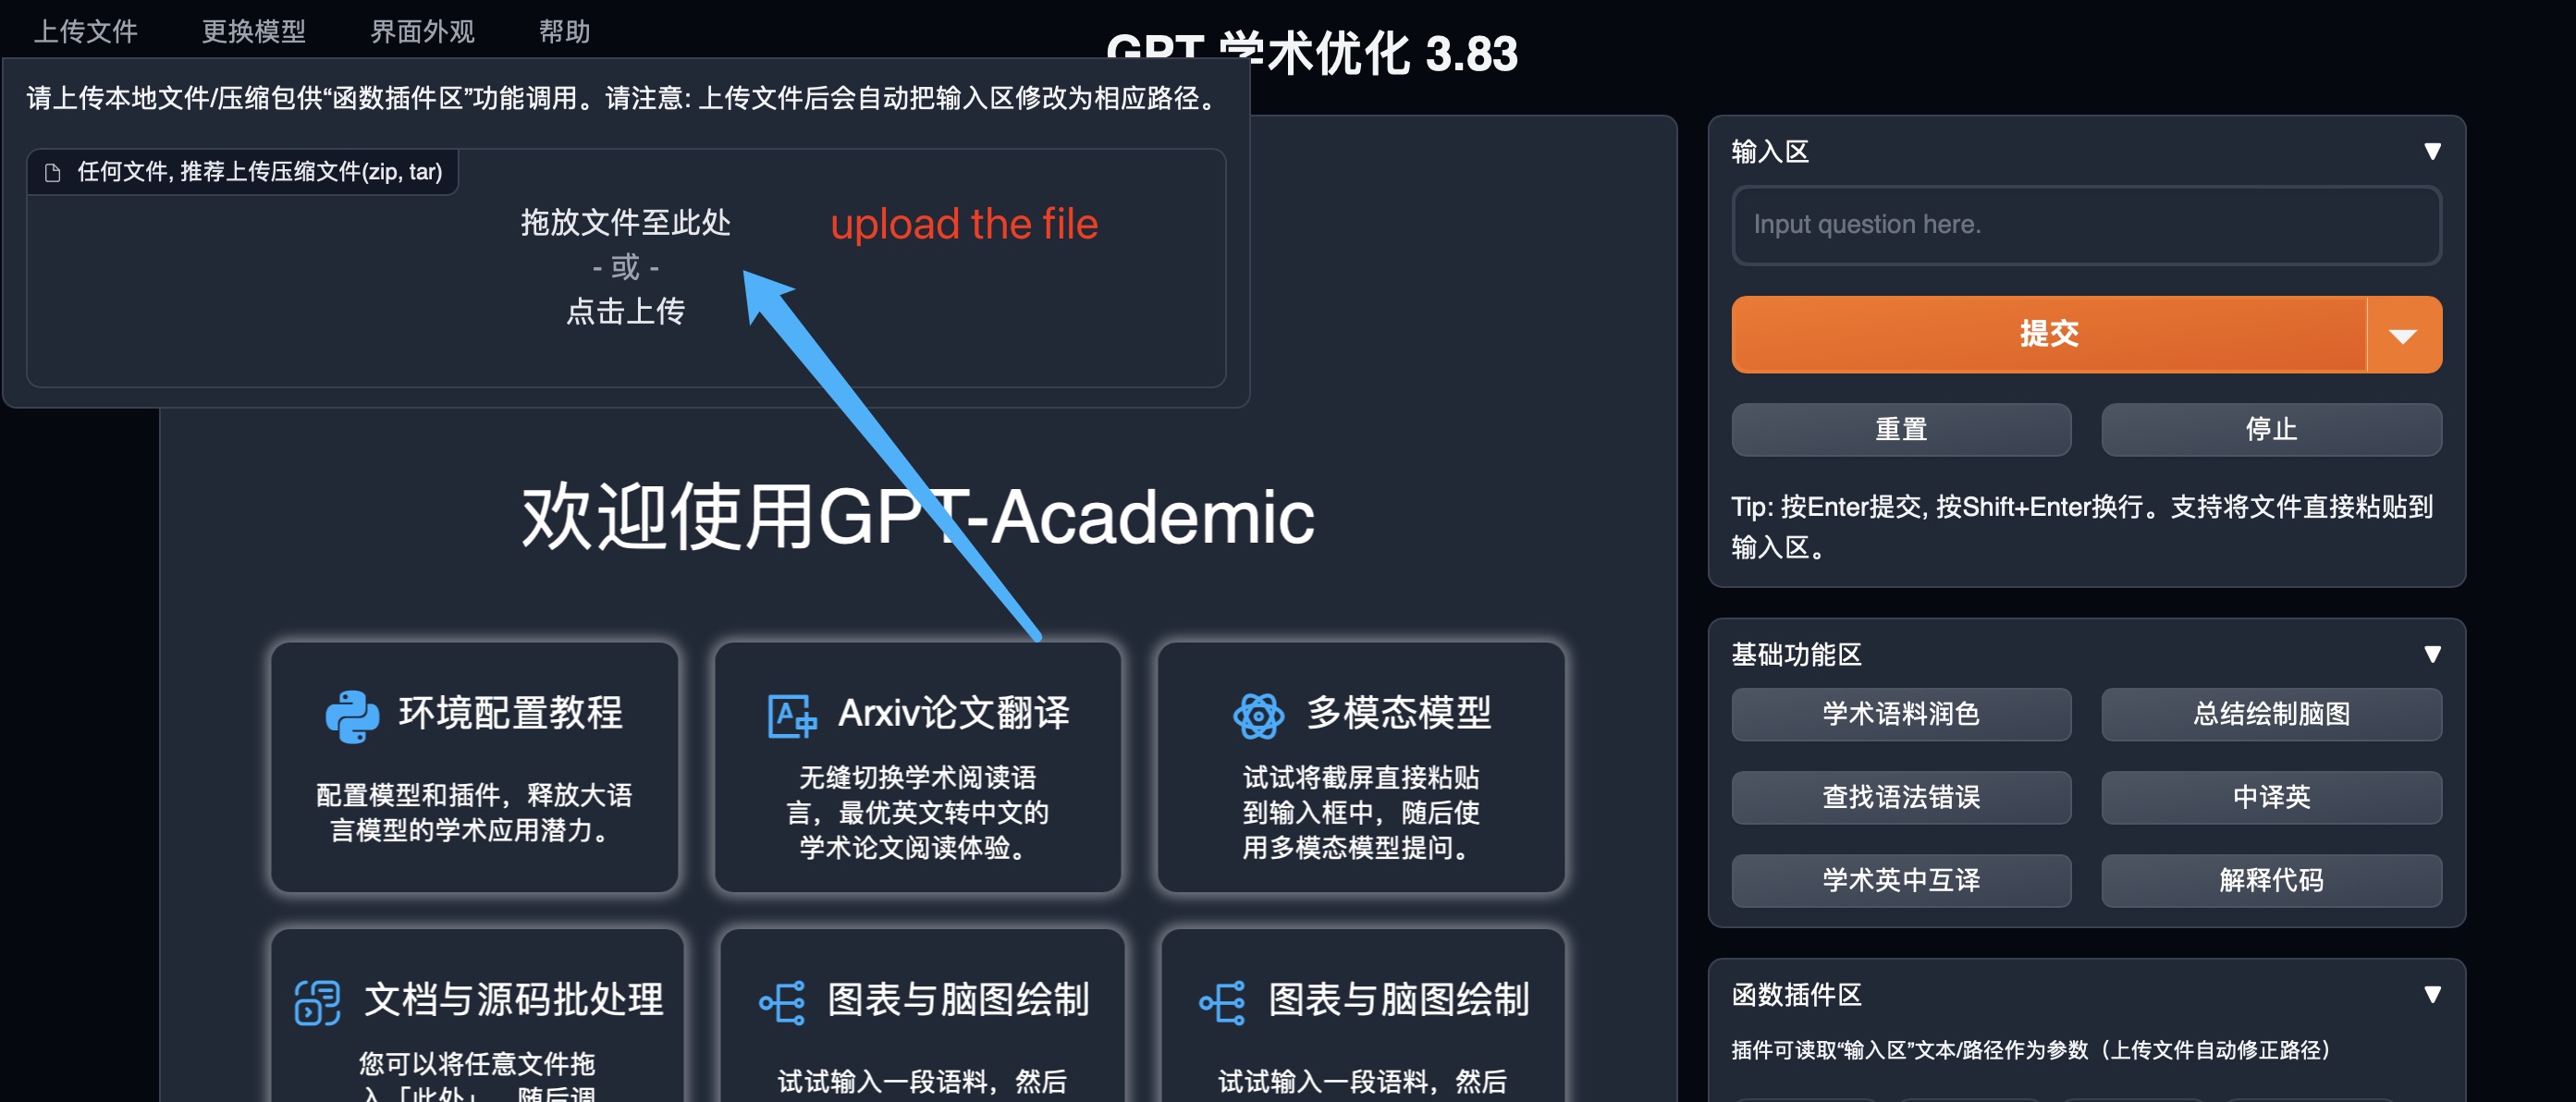 上传文件 更换模型 界面外观 帮助
GPT 学术优化 3.83
请上传本地文件/压缩包供“函数插件区”功能调用。请注意: 上传文件后会自动把输入区修改为相应路径。
任何文件, 推荐上传压缩文件(zip, tar)
拖放文件至此处
- 或 -
点击上传
upload the file
欢迎使用GPT-Academic
环境配置教程
配置模型和插件，释放大语
言模型的学术应用潜力。
Arxiv论文翻译
无缝切换学术阅读语
言，最优英文转中文的
学术论文阅读体验。
多模态模型
试试将截屏直接粘贴
到输入框中，随后使
用多模态模型提问。
文档与源码批处理
您可以将任意文件拖
入「此处」，随后调
图表与脑图绘制
试试输入一段语料，然后
图表与脑图绘制
试试输入一段语料，然后
输入区
Input question here.
提交
重置 停止
Tip: 按Enter提交, 按Shift+Enter换行。支持将文件直接粘贴到
输入区。
基础功能区
学术语料润色 总结绘制脑图
查找语法错误 中译英
学术英中互译 解释代码
函数插件区
插件可读取“输入区”文本/路径作为参数（上传文件自动修正路径）